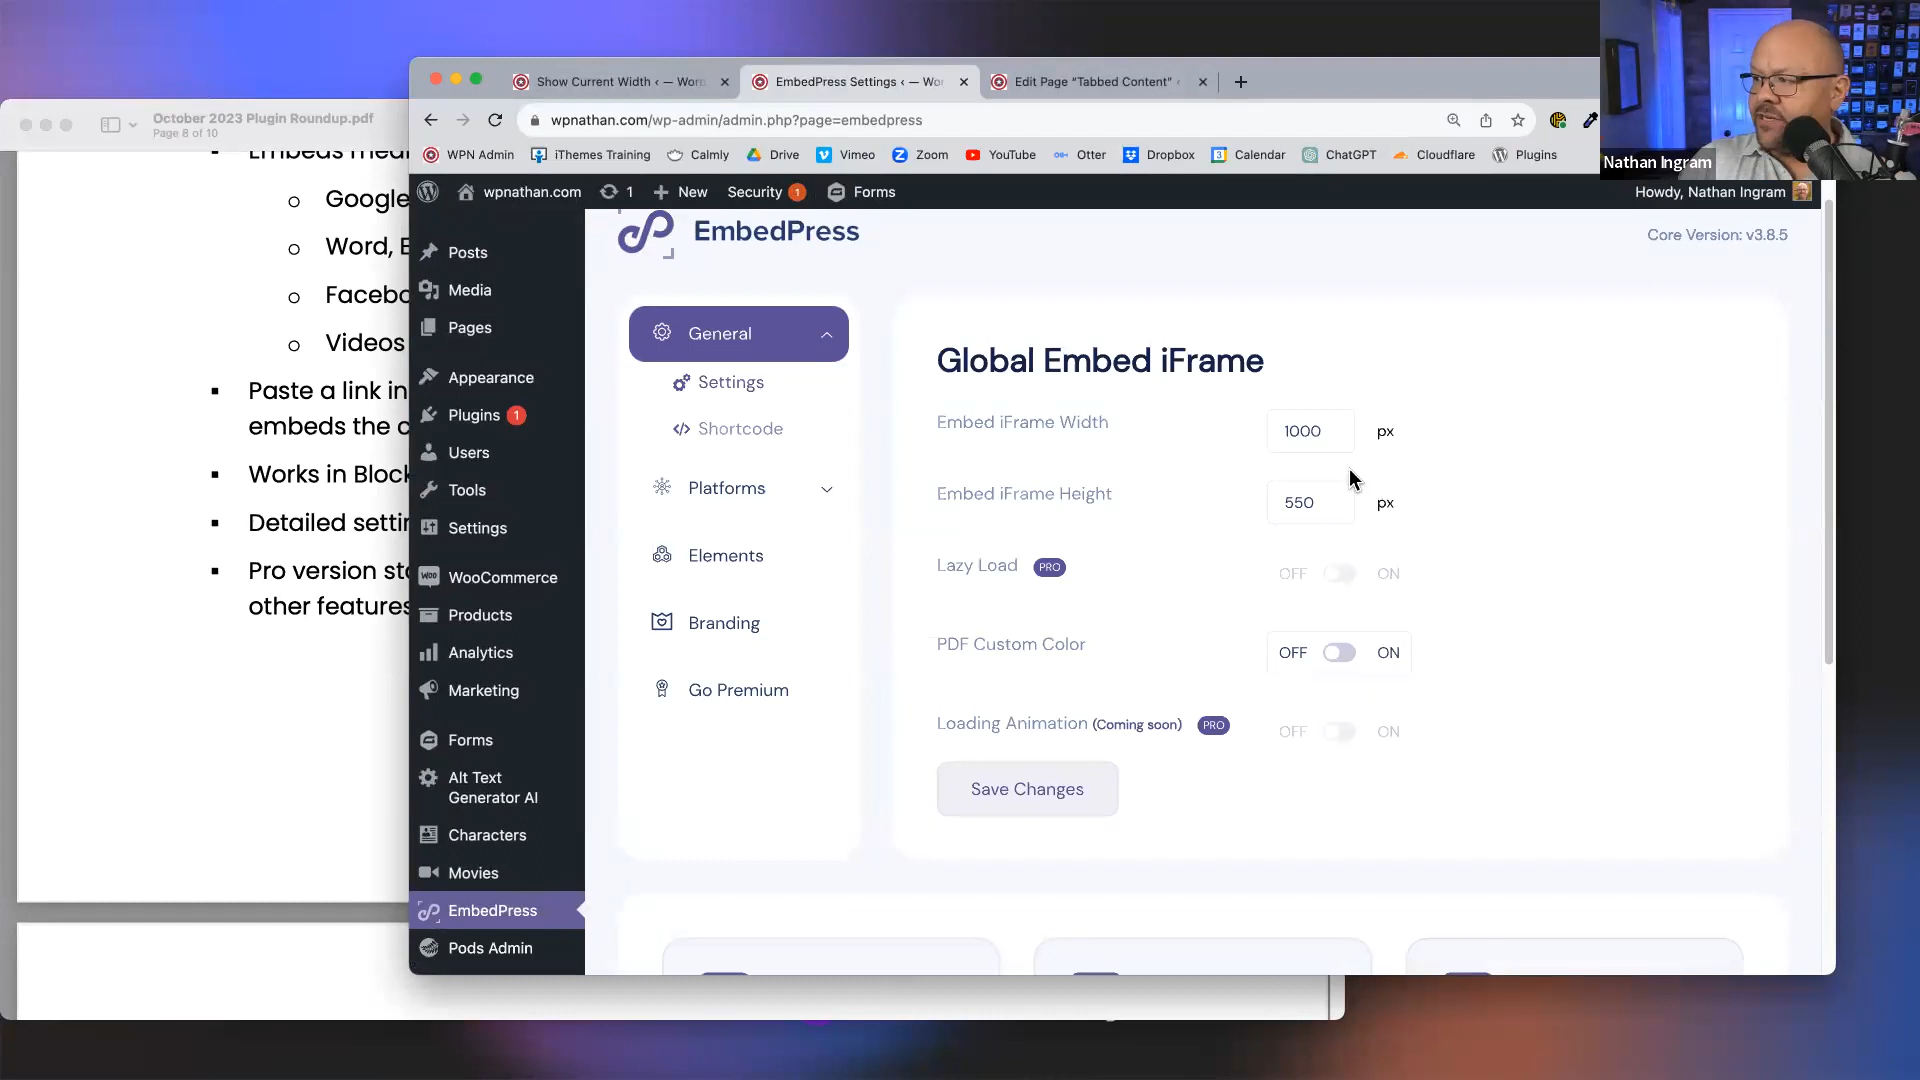 October 2023 Plugin Roundup.pdf
Page 8 of 10
Google
Word, E
Facebo
Videos
Paste a link in
embeds the c
Works in Block
Detailed setti
Pro version sta
other features
Show Current Width ‹ — Word
EmbedPress Settings ‹ — Wor
Edit Page “Tabbed Content” ‹
wpnathan.com/wp-admin/admin.php?page=embedpress
WPN Admin
iThemes Training
Calmly
Drive
Vimeo
Zoom
YouTube
Otter
Dropbox
Calendar
ChatGPT
Cloudflare
Plugins
Nathan Ingram
wpnathan.com
1
New
Security 1
Forms
Howdy, Nathan Ingram
Posts
Media
Pages
Appearance
Plugins 1
Users
Tools
Settings
WooCommerce
Products
Analytics
Marketing
Forms
Alt Text
Generator AI
Characters
Movies
EmbedPress
Pods Admin
EmbedPress
Core Version: v3.8.5
General
Settings
Shortcode
Platforms
Elements
Branding
Go Premium
Global Embed iFrame
Embed iFrame Width 1000 px
Embed iFrame Height 550 px
Lazy Load PRO OFF ON
PDF Custom Color OFF ON
Loading Animation (Coming soon) PRO OFF ON
Save Changes